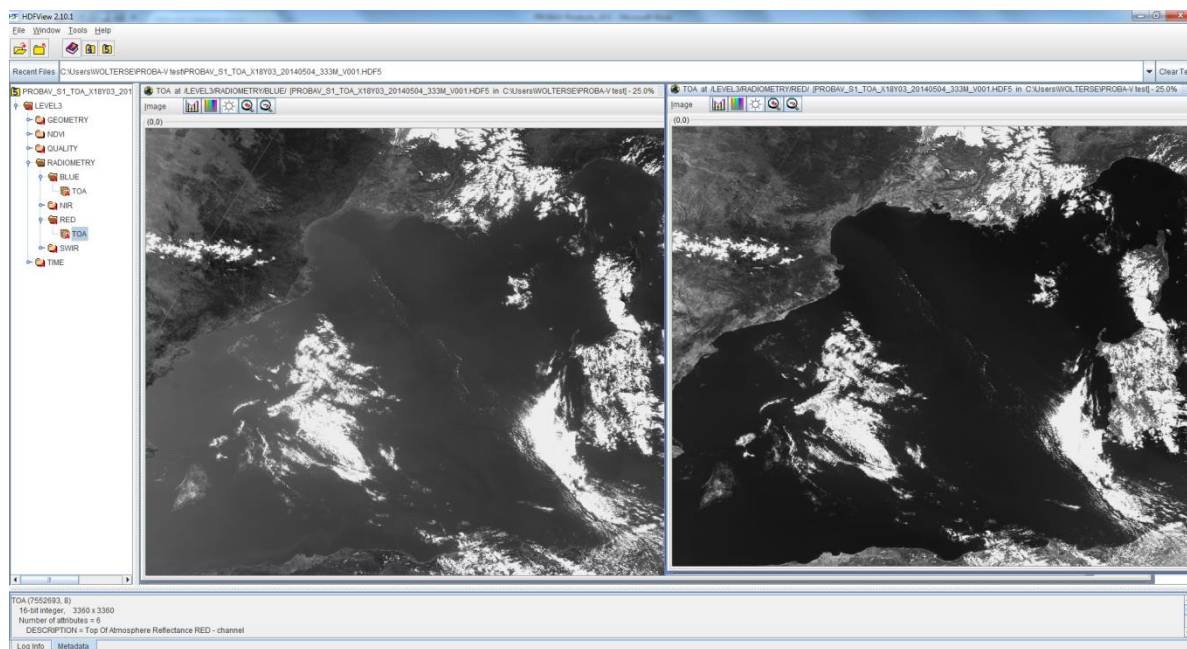 HDFView 2.10.1
File Window Tools Help
Recent Files C:\Users\WOLTERSE\PROBA-V test\PROBAV_S1_TOA_X18Y03_20140504_333M_V001.HDF5 Clear Te
PROBAV_S1_TOA_X18Y03_201
LEVEL3
GEOMETRY
NDVI
QUALITY
RADIOMETRY
BLUE
TOA
NIR
RED
TOA
SWIR
TIME
TOA at /LEVEL3/RADIOMETRY/BLUE/ [PROBAV_S1_TOA_X18Y03_20140504_333M_V001.HDF5 in C:\Users\WOLTERSE\PROBA-V test] - 25.0%
Image
(0,0)
TOA at /LEVEL3/RADIOMETRY/RED/ [PROBAV_S1_TOA_X18Y03_20140504_333M_V001.HDF5 in C:\Users\WOLTERSE\PROBA-V test] - 25.0%
Image
(0,0)
TOA (7552693, 8)
16-bit integer, 3360 x 3360
Number of attributes = 6
DESCRIPTION = Top Of Atmosphere Reflectance RED - channel
Log Info Metadata